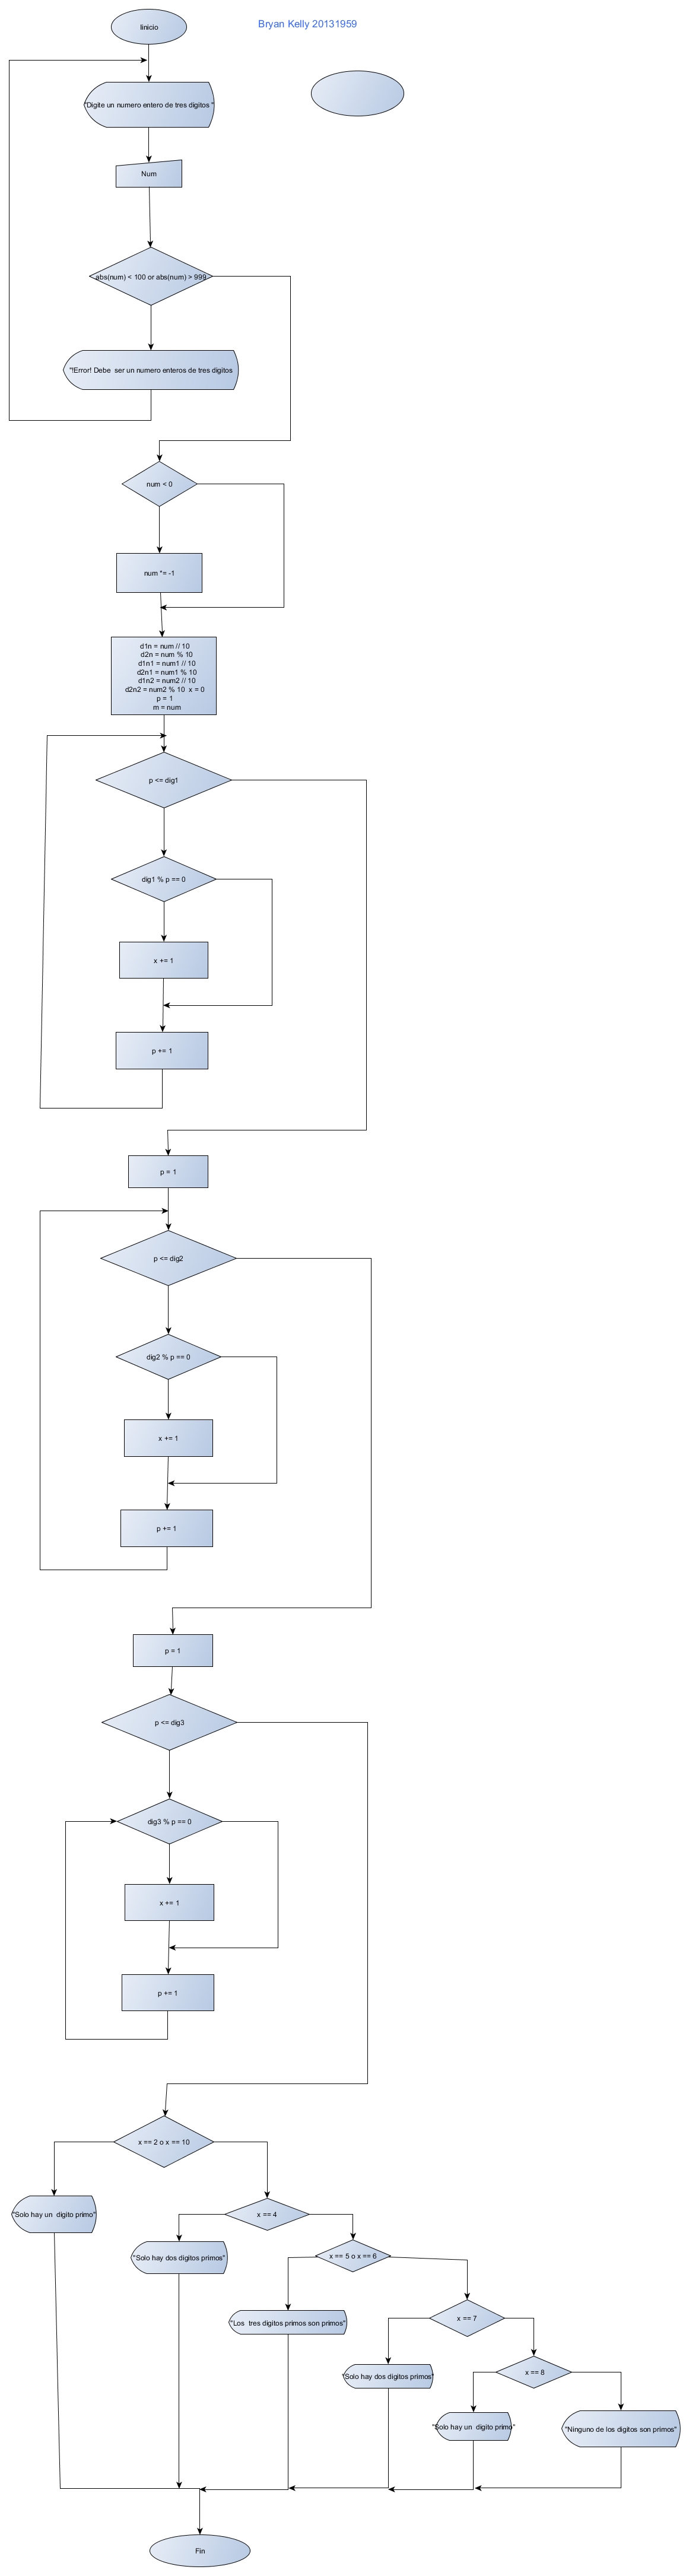 Iinicio
Bryan Kelly 20131959
"Digite un numero entero de tres digitos "
Num
abs(num) < 100 or abs(num) > 999
"!Error! Debe ser un numero enteros de tres digitos
num < 0
num *= -1
d1n = num // 10
d2n = num % 10
d1n1 = num1 // 10
d2n1 = num1 % 10
d1n2 = num2 // 10
d2n2 = num2 % 10 x = 0
p = 1
m = num
p <= dig1
dig1 % p == 0
x += 1
p += 1
p = 1
p <= dig2
dig2 % p == 0
x += 1
p += 1
p = 1
p <= dig3
dig3 % p == 0
x += 1
p += 1
x == 2 o x == 10
"Solo hay un digito primo"
x == 4
"Solo hay dos digitos primos"
x == 5 o x == 6
"Los tres digitos primos son primos"
x == 7
"Solo hay dos digitos primos"
x == 8
"Solo hay un digito primo"
"Ninguno de los digitos son primos"
Fin